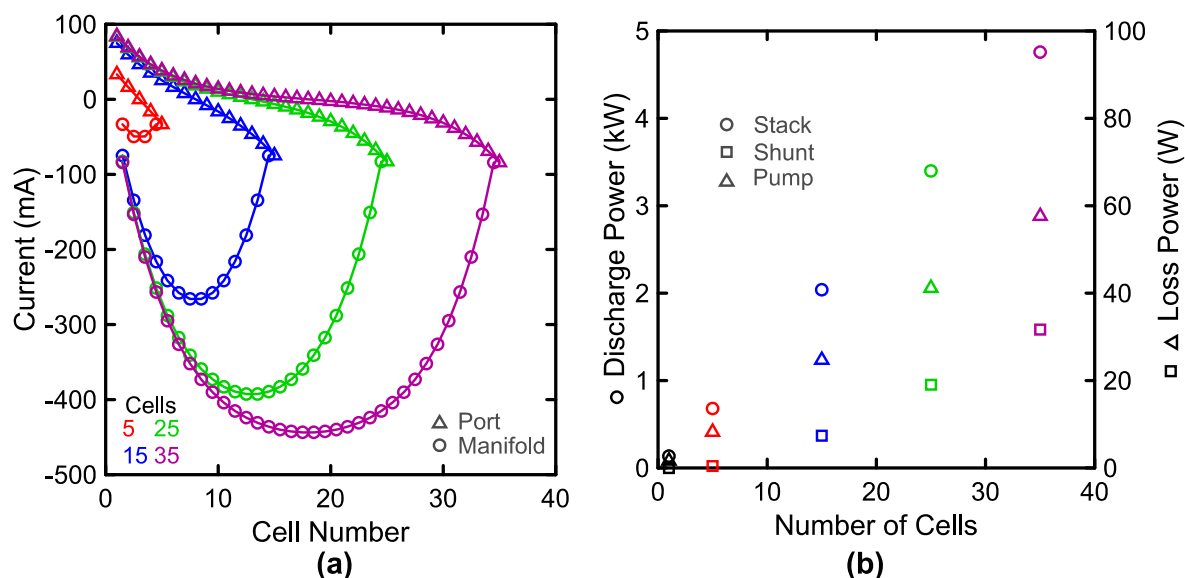 100
0
-100
-200
-300
-400
-500
Current (mA)
Cells
5 25
15 35
△ Port
○ Manifold
0 10 20 30 40
Cell Number
(a)
5
4
3
2
1
0
○ Discharge Power (kW)
○ Stack
□ Shunt
△ Pump
100
80
60
40
20
0
□ △ Loss Power (W)
0 10 20 30 40
Number of Cells
(b)